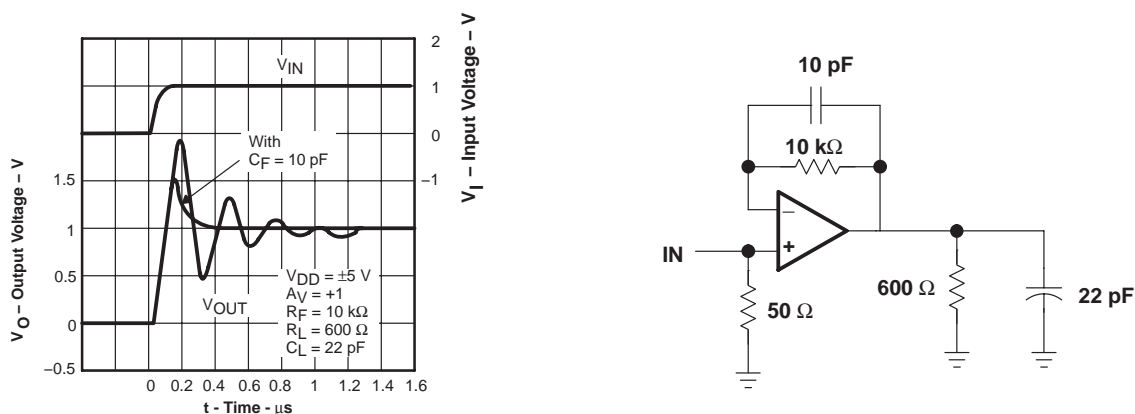 2
1
0
−1
V_I – Input Voltage – V
V_IN
With
C_F = 10 pF
1.5
1
0.5
0
−0.5
V_O – Output Voltage – V
V_OUT
V_DD = ±5 V
A_V = +1
R_F = 10 kΩ
R_L = 600 Ω
C_L = 22 pF
0 0.2 0.4 0.6 0.8 1 1.2 1.4 1.6
t - Time - μs
10 pF
10 kΩ
−
+
IN
50 Ω
600 Ω
22 pF